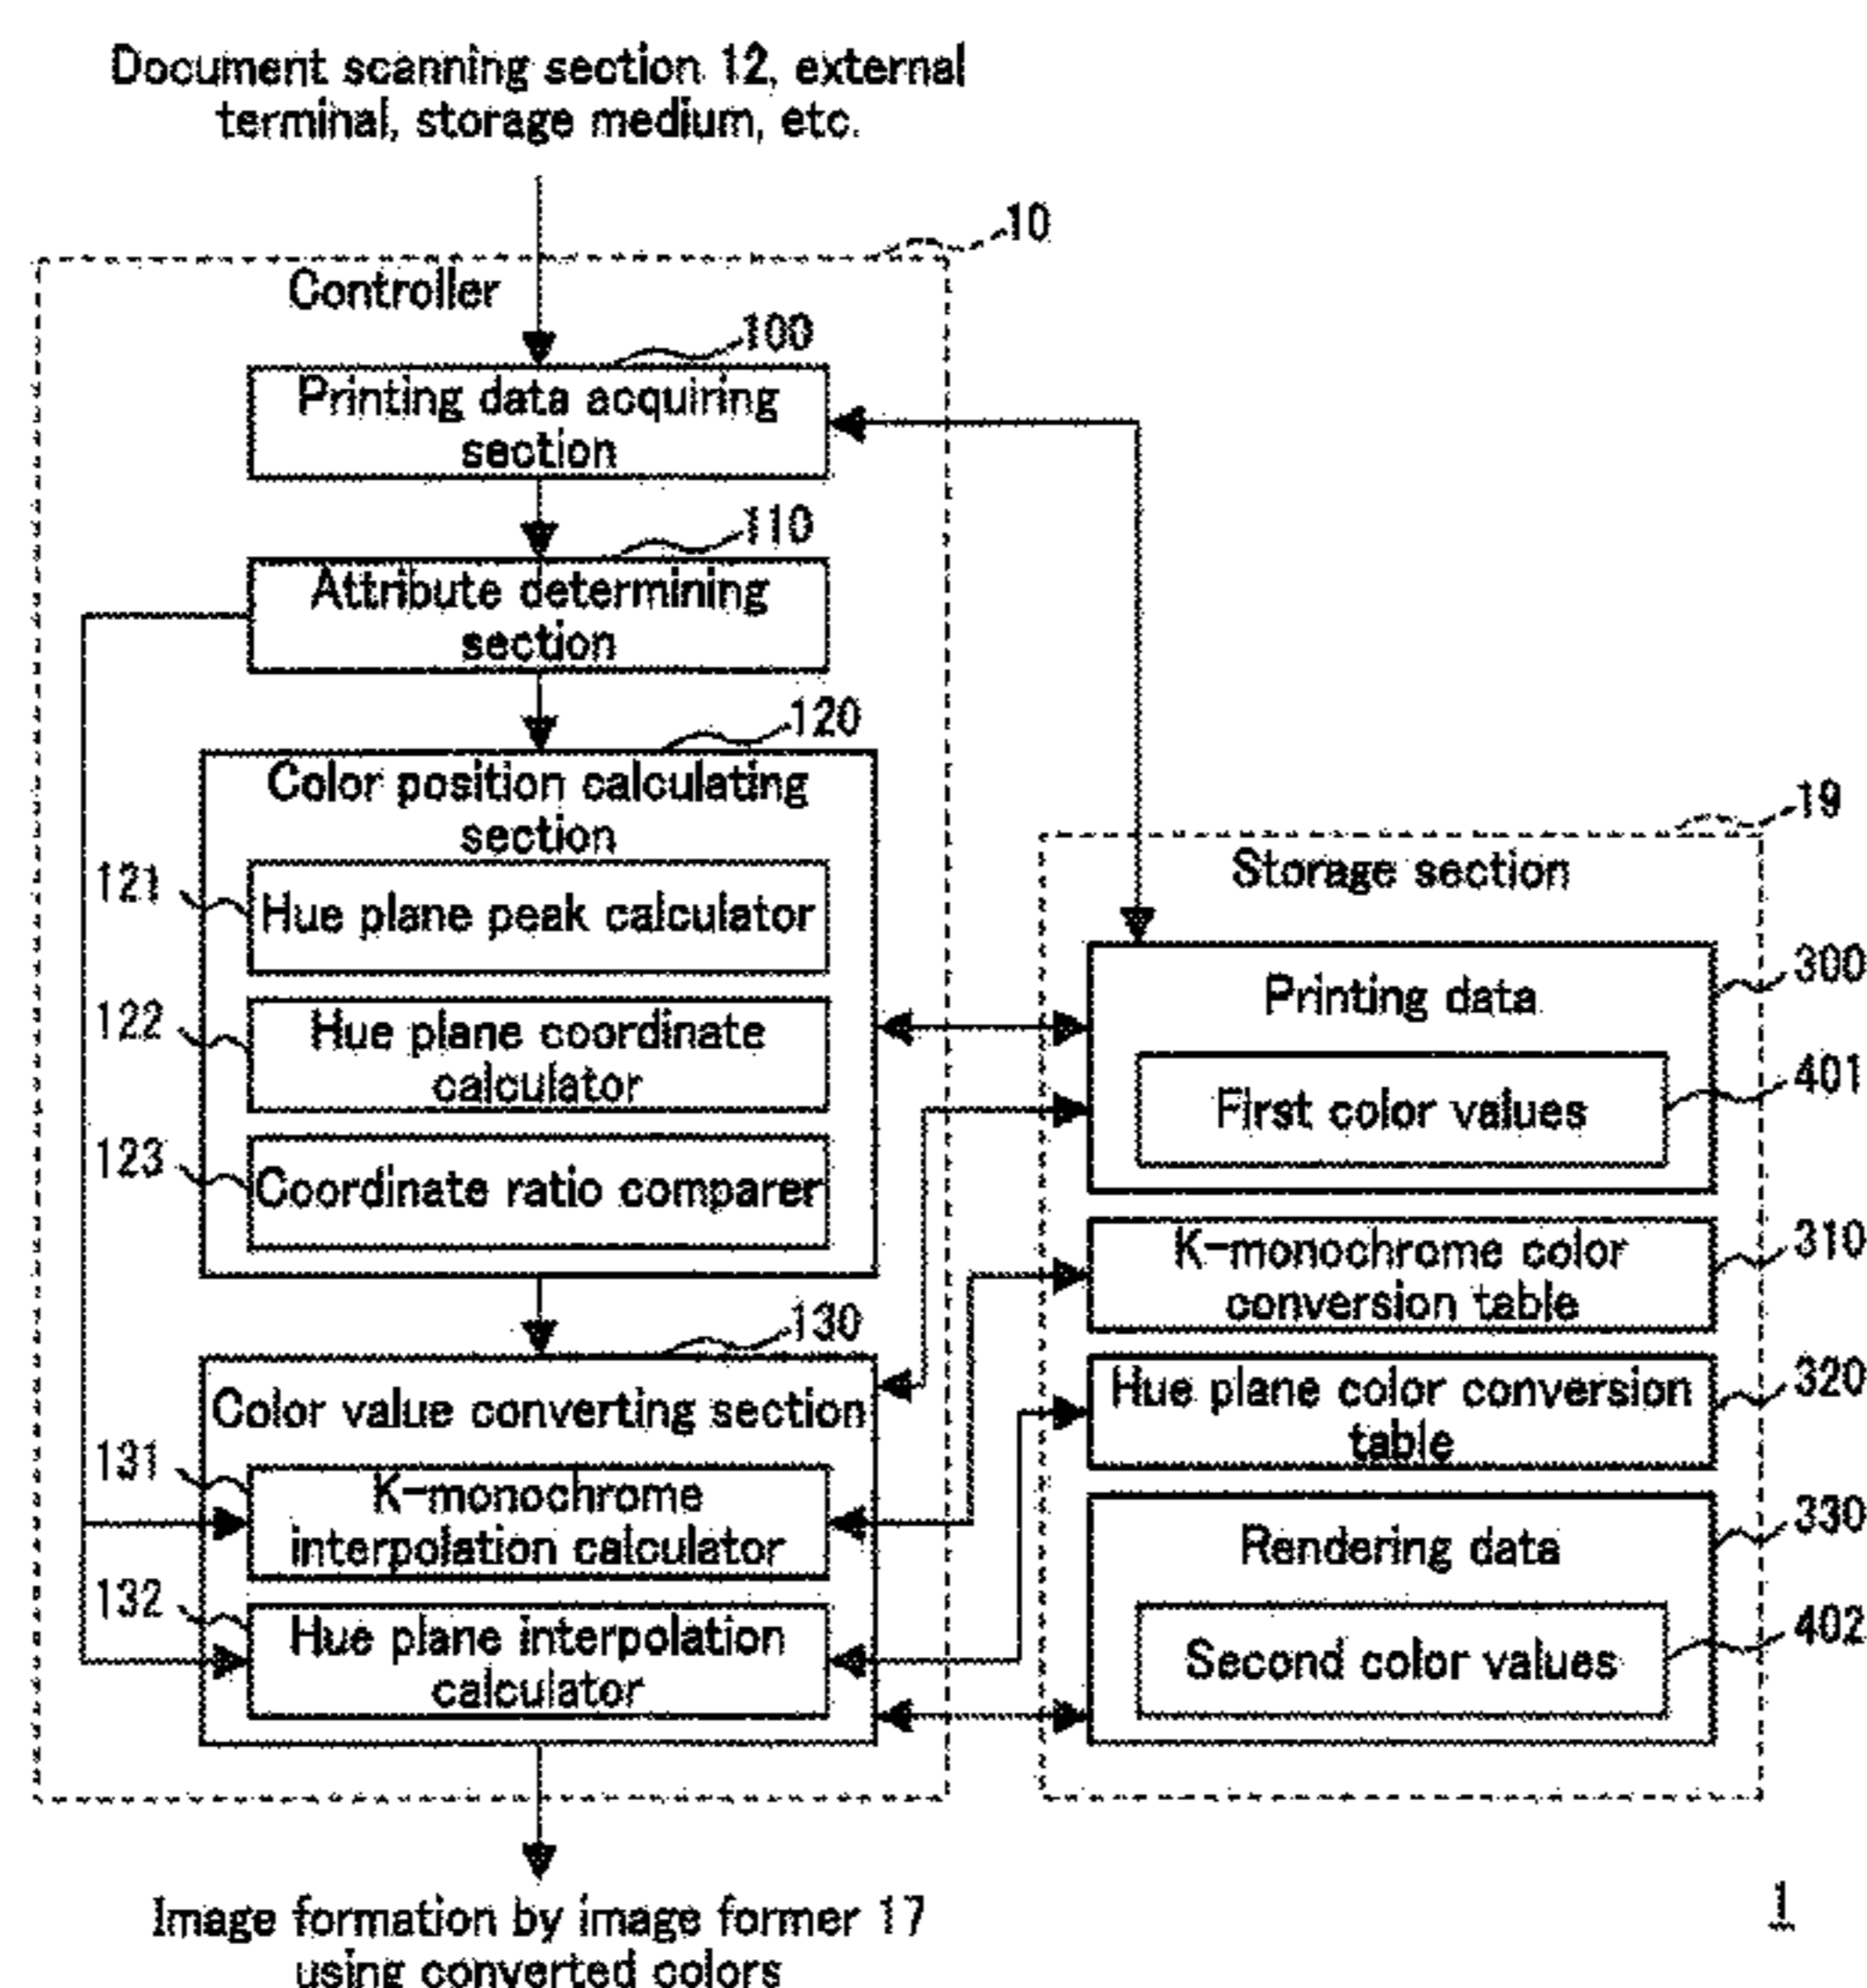 Document scanning section 12, external
terminal, storage medium, etc.
10
Controller
100
Printing data acquiring
section
110
Attribute determining
section
120
Color position calculating
section
121
Hue plane peak calculator
122
Hue plane coordinate
calculator
123
Coordinate ratio comparer
130
Color value converting section
131
K-monochrome
interpolation calculator
132
Hue plane interpolation
calculator
19
Storage section
300
Printing data
401
First color values
310
K-monochrome color
conversion table
320
Hue plane color conversion
table
330
Rendering data
402
Second color values
Image formation by image former 17
using converted colors
1